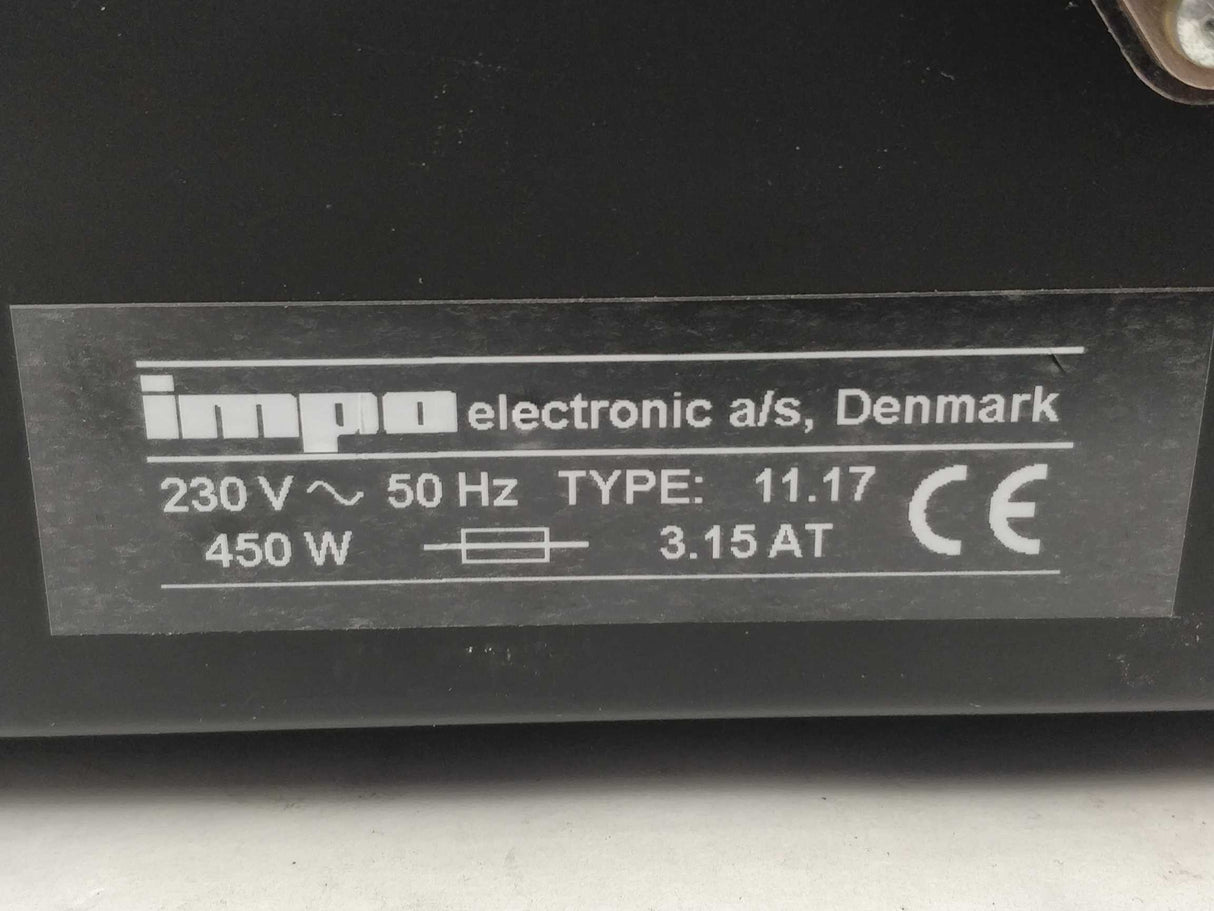 impo electronic a/s, Denmark
230 V ~ 50 Hz TYPE: 11.17
450 W 3.15 AT
CE